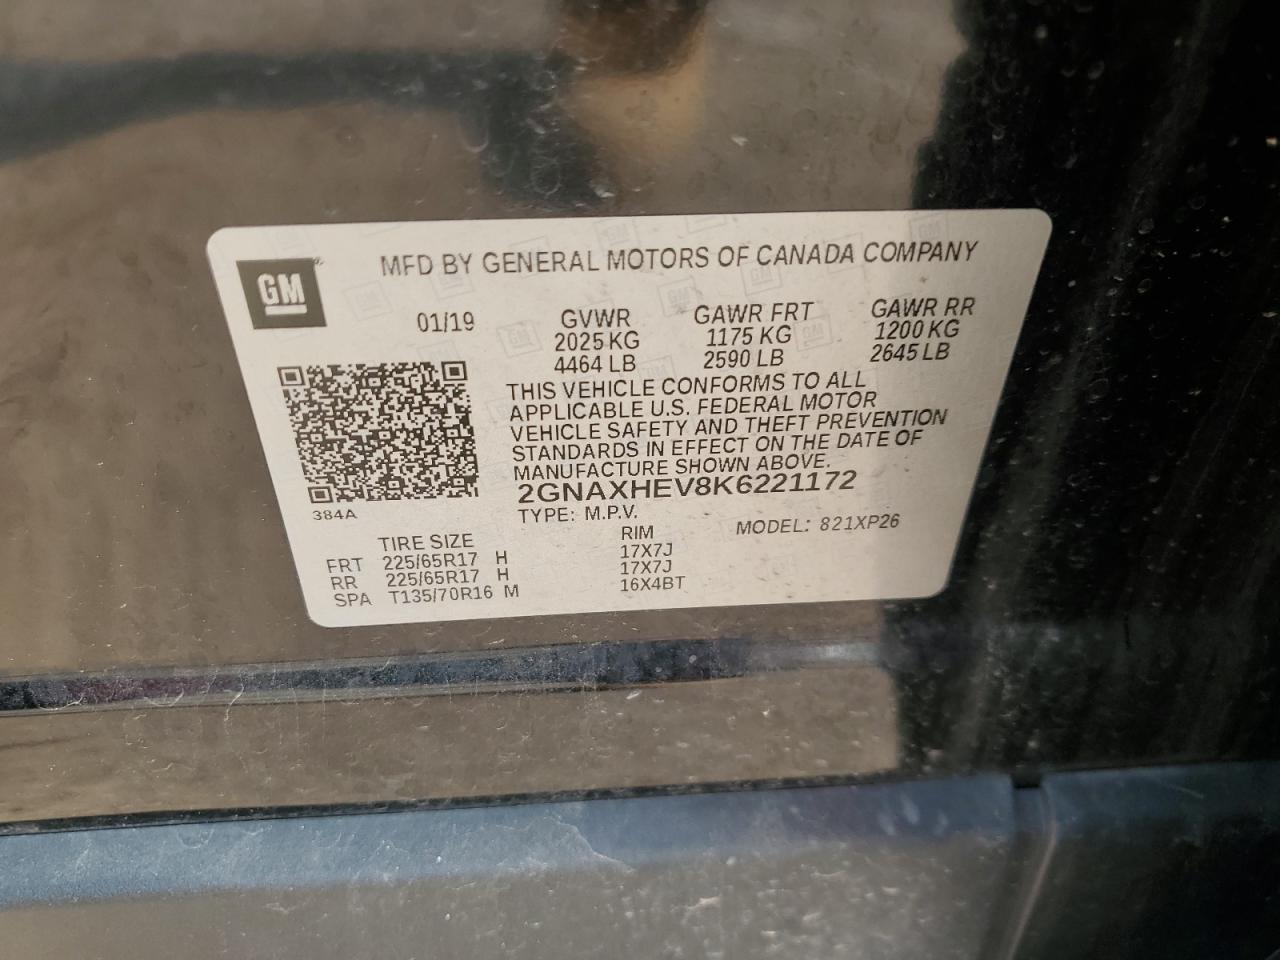 GM
MFD BY GENERAL MOTORS OF CANADA COMPANY
01/19
GVWR
2025 KG
4464 LB
GAWR FRT
1175 KG
2590 LB
GAWR RR
1200 KG
2645 LB
THIS VEHICLE CONFORMS TO ALL
APPLICABLE U.S. FEDERAL MOTOR
VEHICLE SAFETY AND THEFT PREVENTION
STANDARDS IN EFFECT ON THE DATE OF
MANUFACTURE SHOWN ABOVE.
2GNAXHEV8K6221172
384A
TYPE: M.P.V.
MODEL: 821XP26
TIRE SIZE
RIM
FRT 225/65R17 H 17X7J
RR 225/65R17 H 17X7J
SPA T135/70R16 M 16X4BT